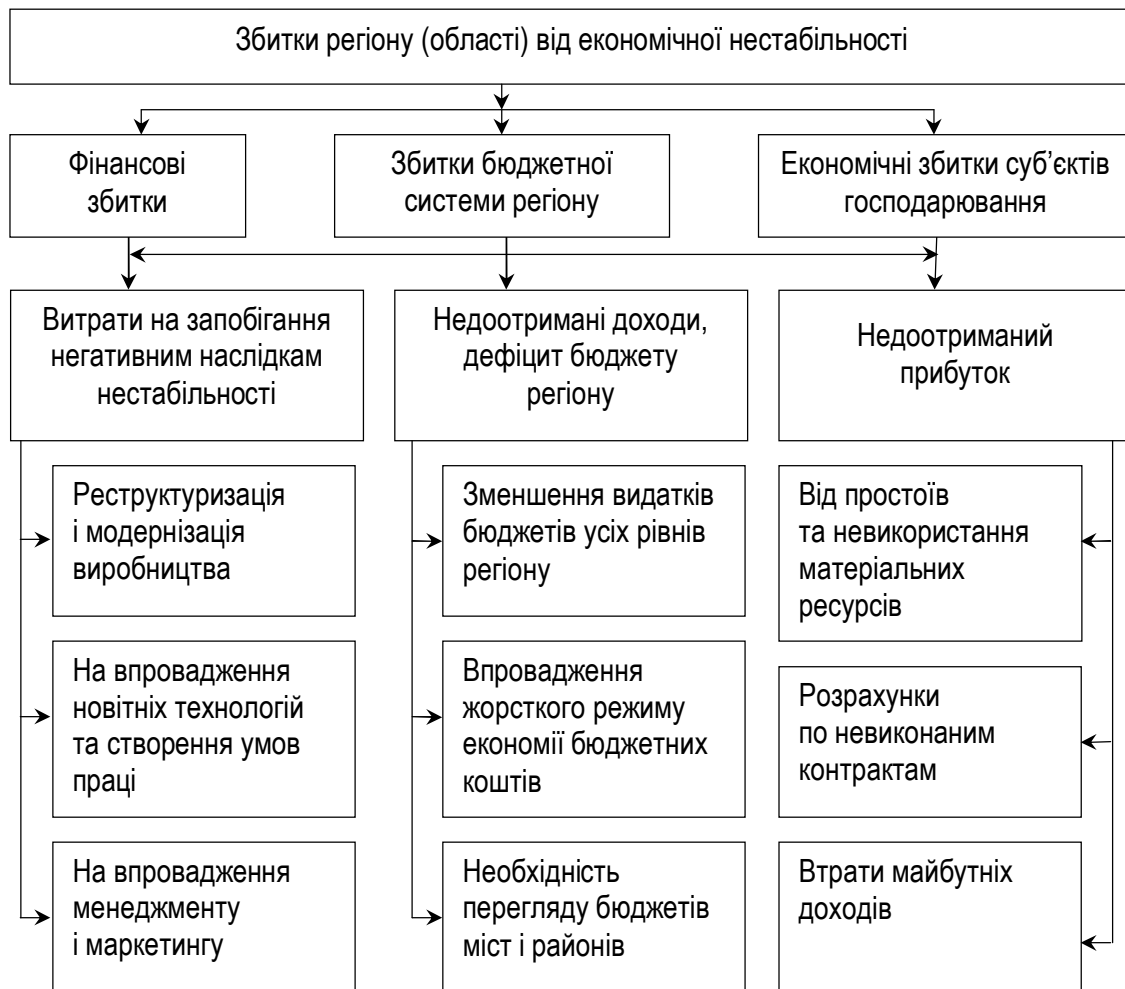 Збитки регіону (області) від економічної нестабільності
Фінансові
збитки
Збитки бюджетної
системи регіону
Економічні збитки суб’єктів
господарювання
Витрати на запобігання
негативним наслідкам
нестабільності
Недоотримані доходи,
дефіцит бюджету
регіону
Недоотриманий
прибуток
Реструктуризація
і модернізація
виробництва
Зменшення видатків
бюджетів усіх рівнів
регіону
Від простоїв
та невикористання
матеріальних
ресурсів
На впровадження
новітніх технологій
та створення умов
праці
Впровадження
жорсткого режиму
економії бюджетних
коштів
Розрахунки
по невиконаним
контрактам
На впровадження
менеджменту
і маркетингу
Необхідність
перегляду бюджетів
міст і районів
Втрати майбутніх
доходів